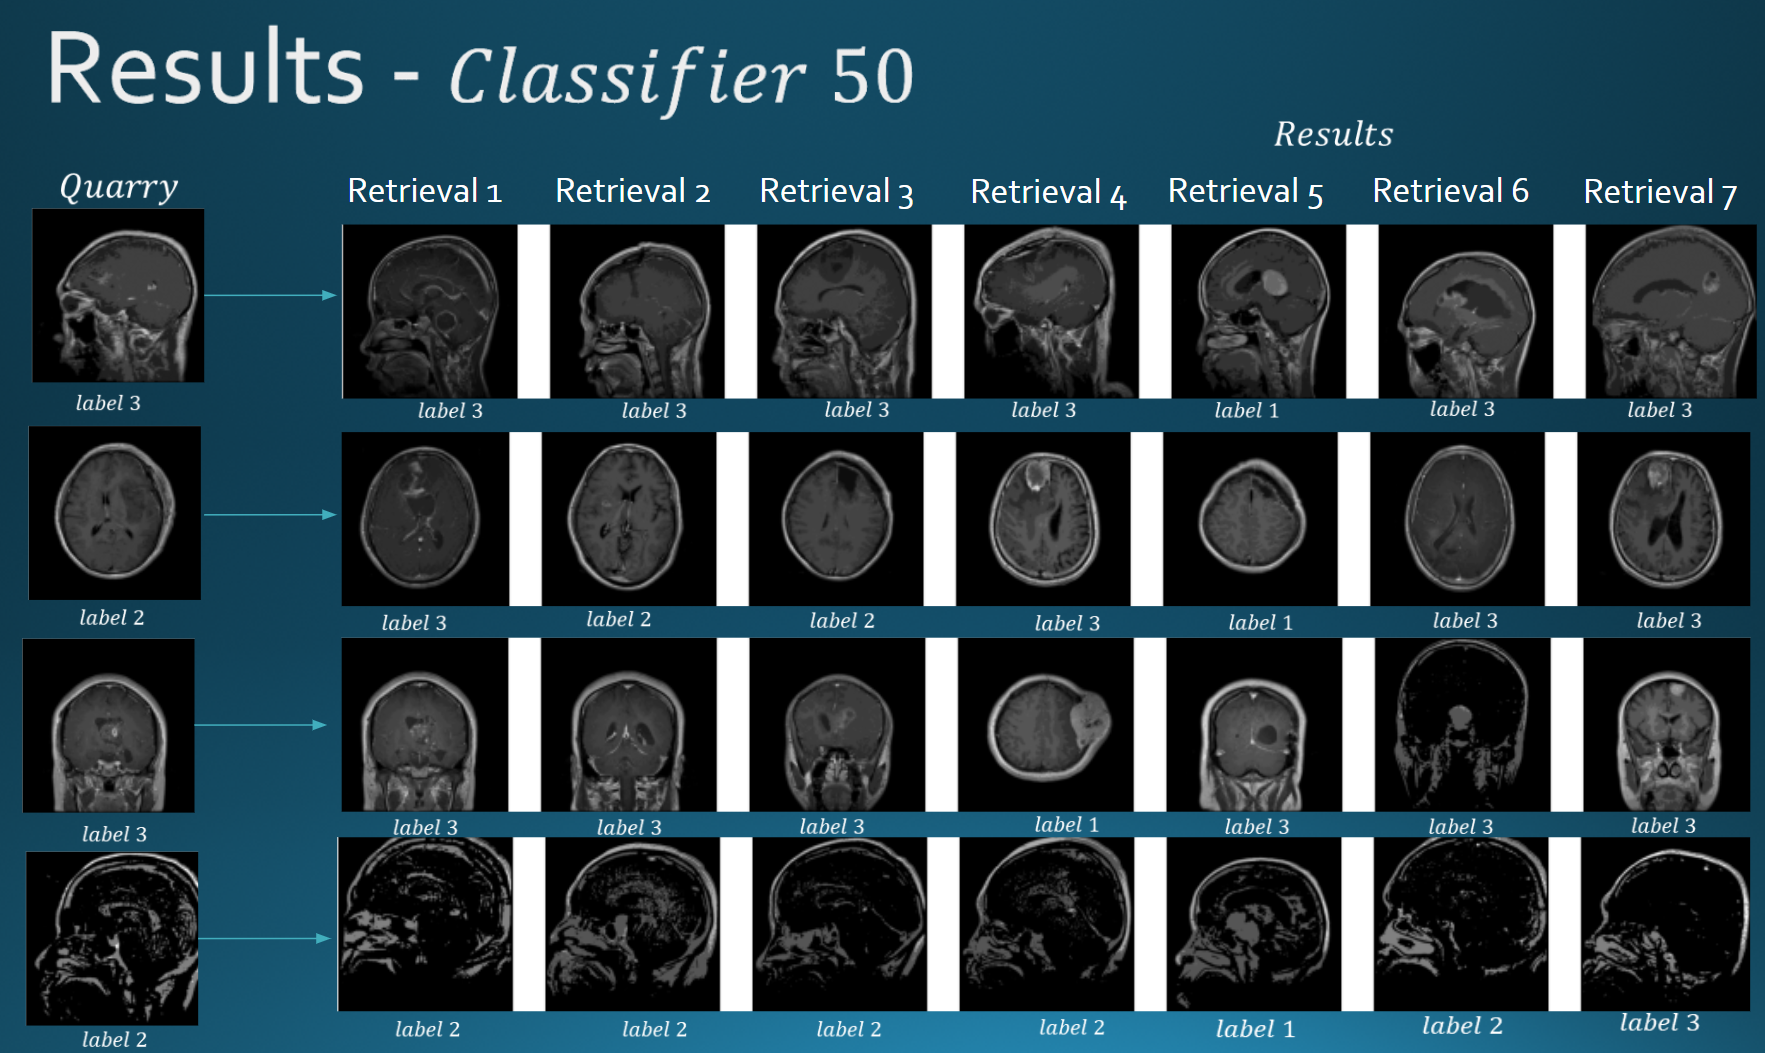 Results - Classifier 50
Results
Quarry
Retrieval 1 Retrieval 2 Retrieval 3 Retrieval 4 Retrieval 5 Retrieval 6 Retrieval 7
label 3
label 3 label 3 label 3 label 3 label 1 label 3 label 3
label 2
label 3 label 2 label 2 label 3 label 1 label 3 label 3
label 3
label 3 label 3 label 3 label 1 label 3 label 3 label 3
label 2
label 2 label 2 label 2 label 2 label 1 label 2 label 3